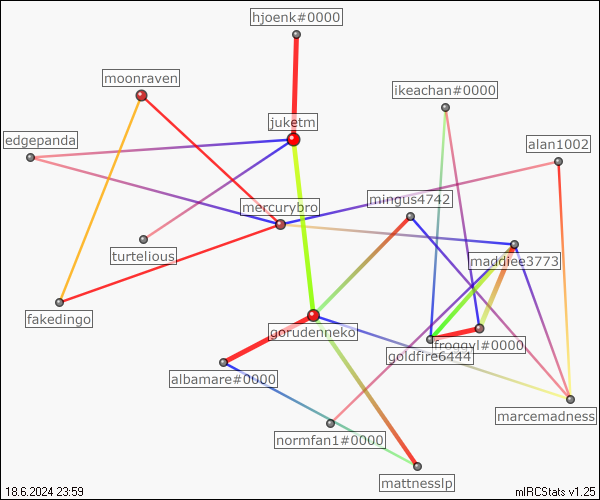 hjoenk#0000
moonraven
ikeachan#0000
juketm
edgepanda
alan1002
mingus4742
mercurybro
turtelious
maddiee3773
fakedingo
gorudenneko
froggyl#0000
goldfire6444
albamare#0000
marcemadness
normfan1#0000
mattnesslp
18.6.2024 23:59
mIRCStats v1.25